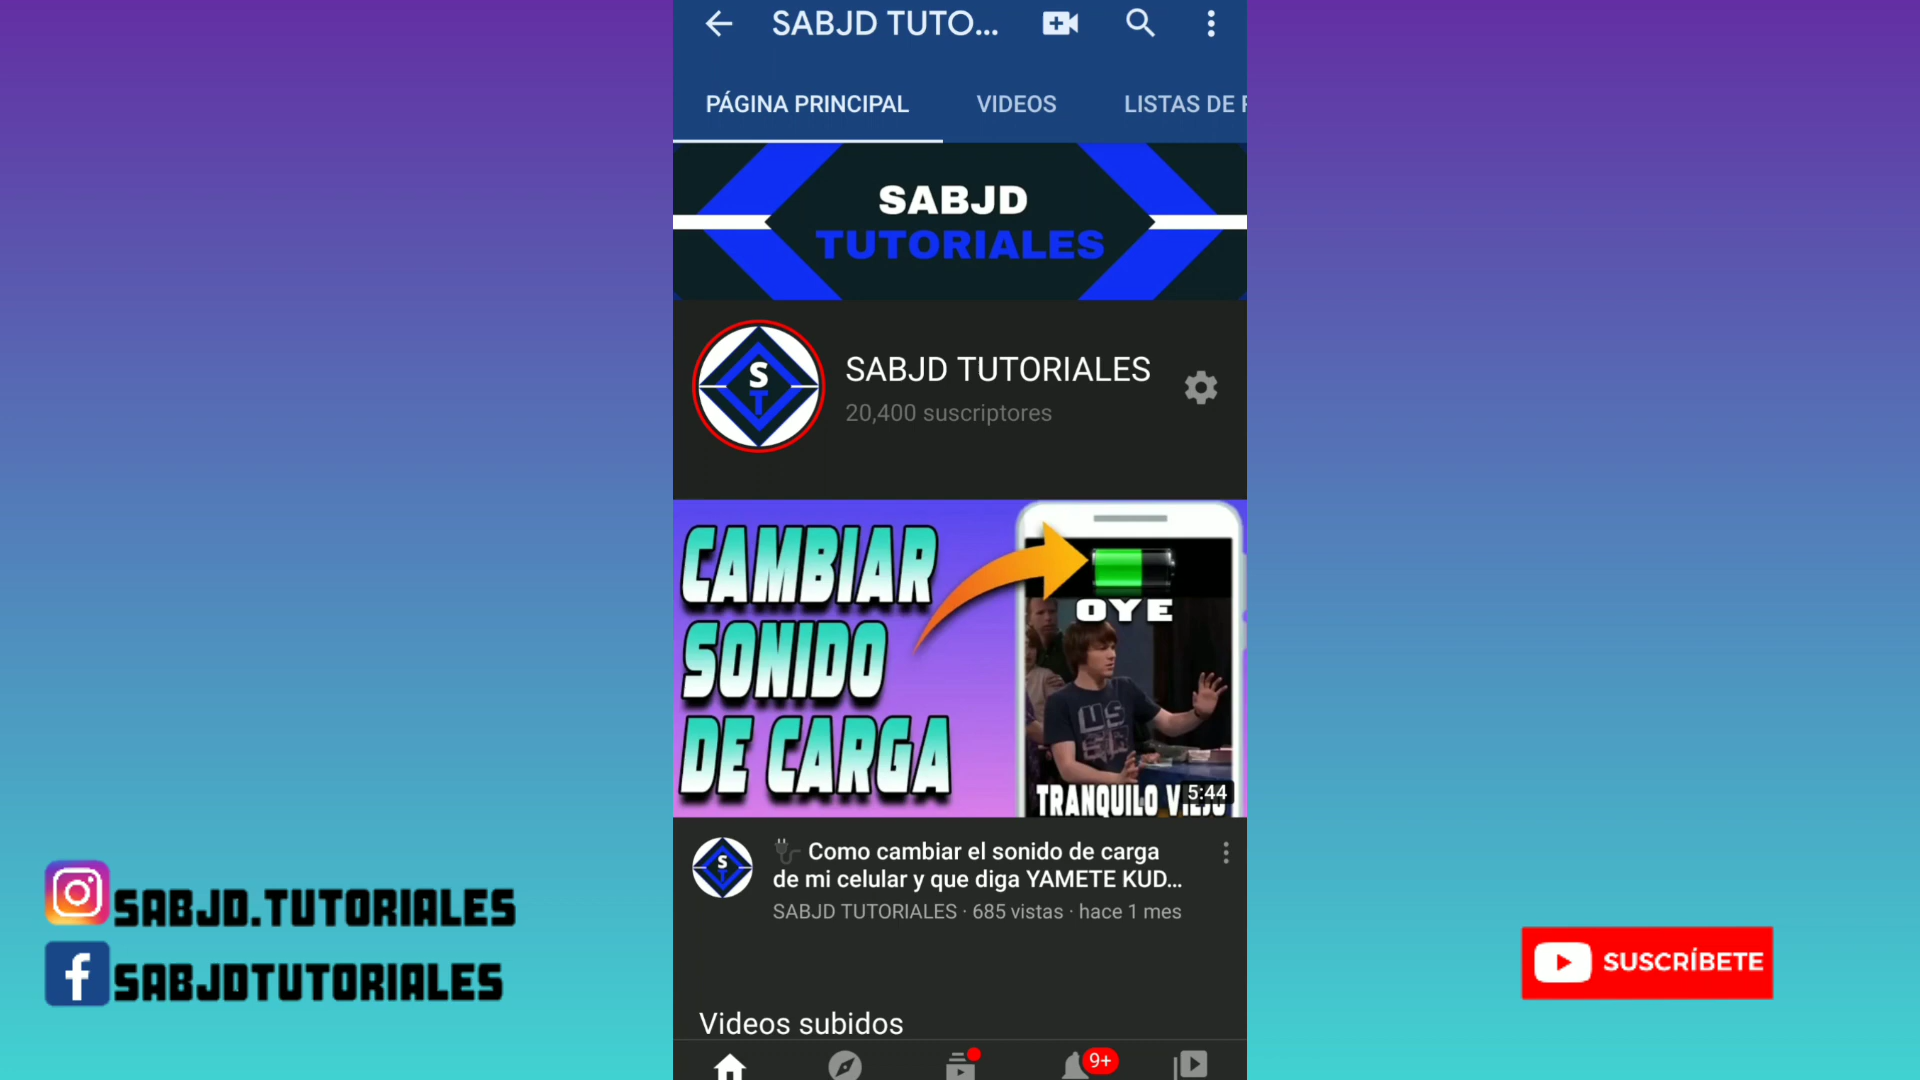 SABJD TUTO...
PÁGINA PRINCIPAL
VIDEOS
LISTAS DE
SABJD
TUTORIALES
S
T
SABJD TUTORIALES
20,400 suscriptores
CAMBIAR
SONIDO
DE CARGA
OYE
TRANQUILO
5:44
S
T
Como cambiar el sonido de carga
de mi celular y que diga YAMETE KUD...
SABJD TUTORIALES · 685 vistas · hace 1 mes
Videos subidos
9+
SABJD.TUTORIALES
SABJDTUTORIALES
SUSCRÍBETE